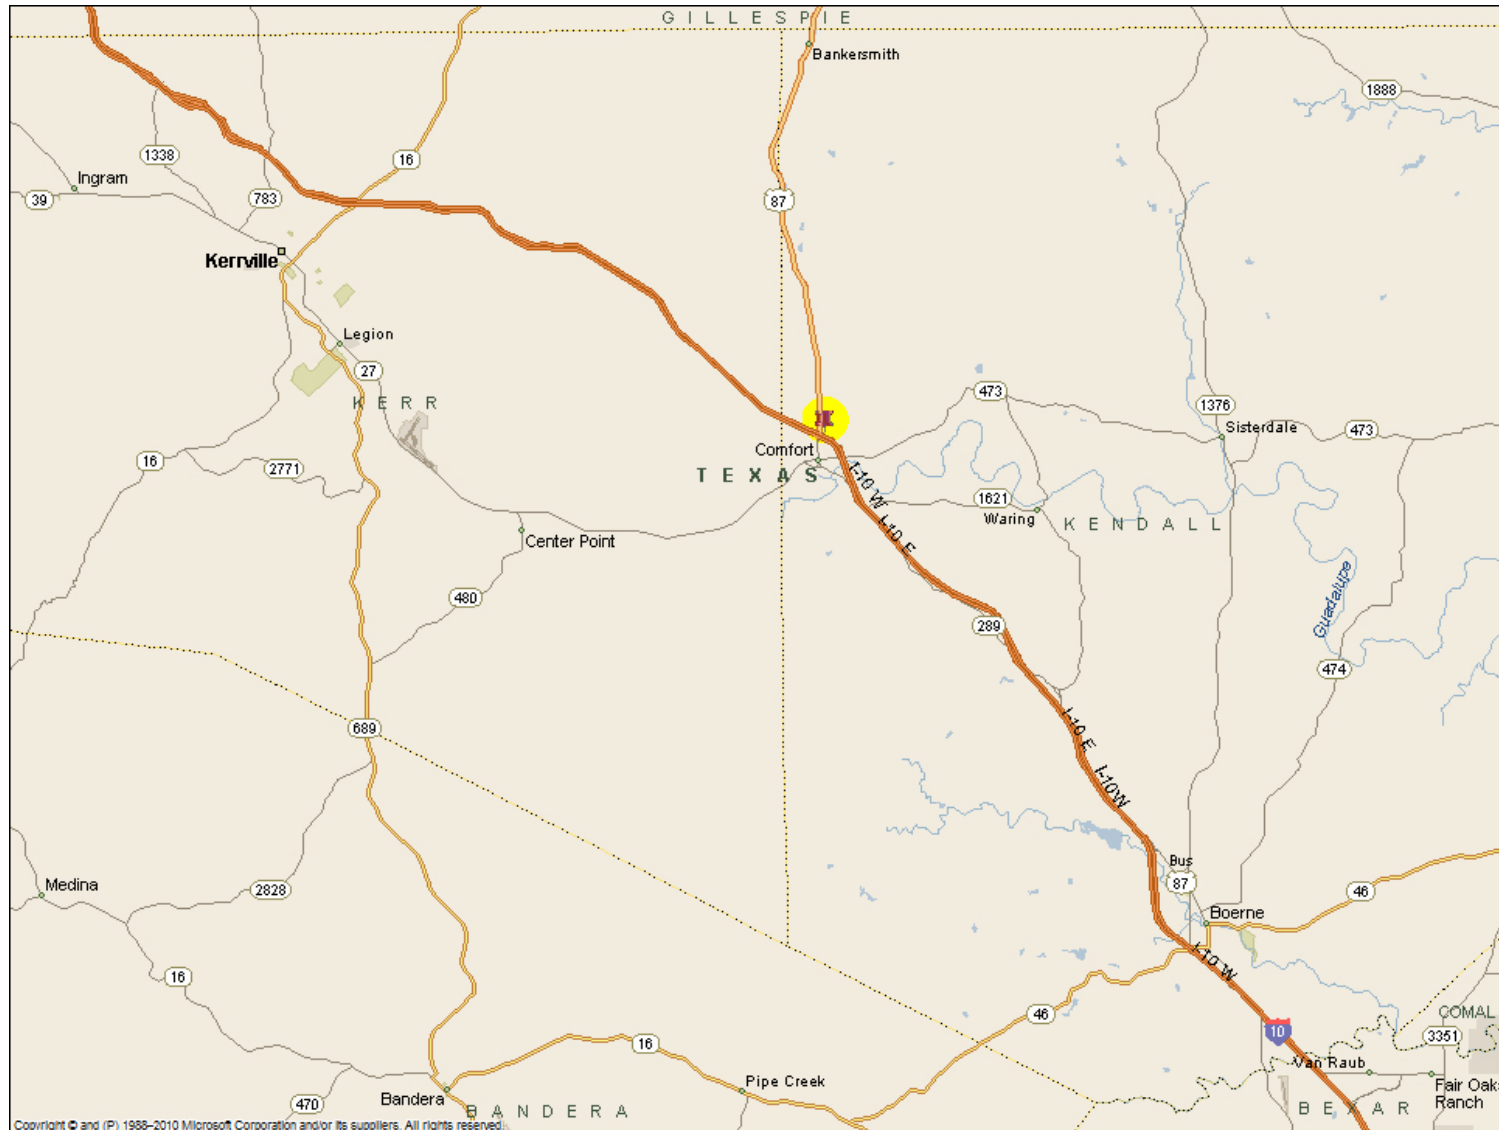 GILLESPIE
Bankersmith
1888
1338
16
Ingram
39
783
87
Kerrville
Legion
27
KERR
473
1376
Sisterdale
473
Comfort
TEXAS
16
2771
I-10 W
I-10 E
1621
Waring
KENDALL
Center Point
480
Guadalupe
289
474
689
I-10 E
I-10W
Bus
87
Medina
2828
46
Boerne
I-10 W
16
46
10
COMAL
3351
16
Van Raub
Pipe Creek
Fair Oak
Ranch
Bandera
470
BANDERA
BEXAR
Copyright © and (P) 1988–2010 Microsoft Corporation and/or its suppliers. All rights reserved.